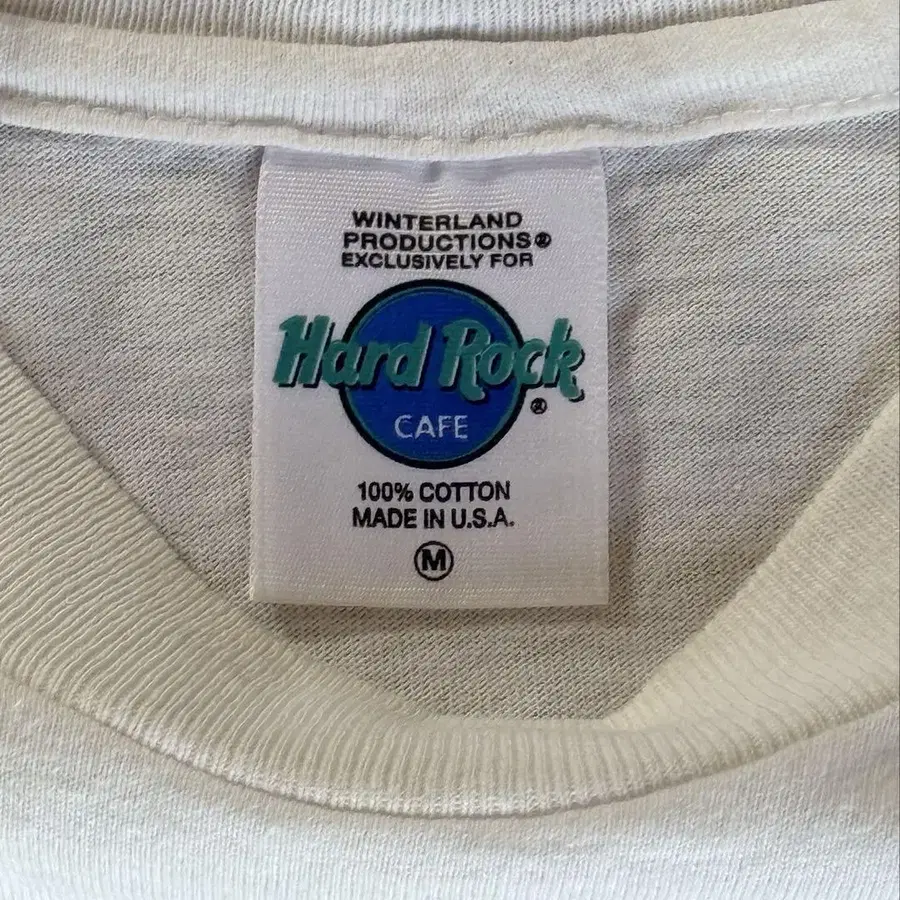 WINTERLAND
PRODUCTIONS®
EXCLUSIVELY FOR
Hard Rock
®
CAFE
100% COTTON
MADE IN U.S.A.
M